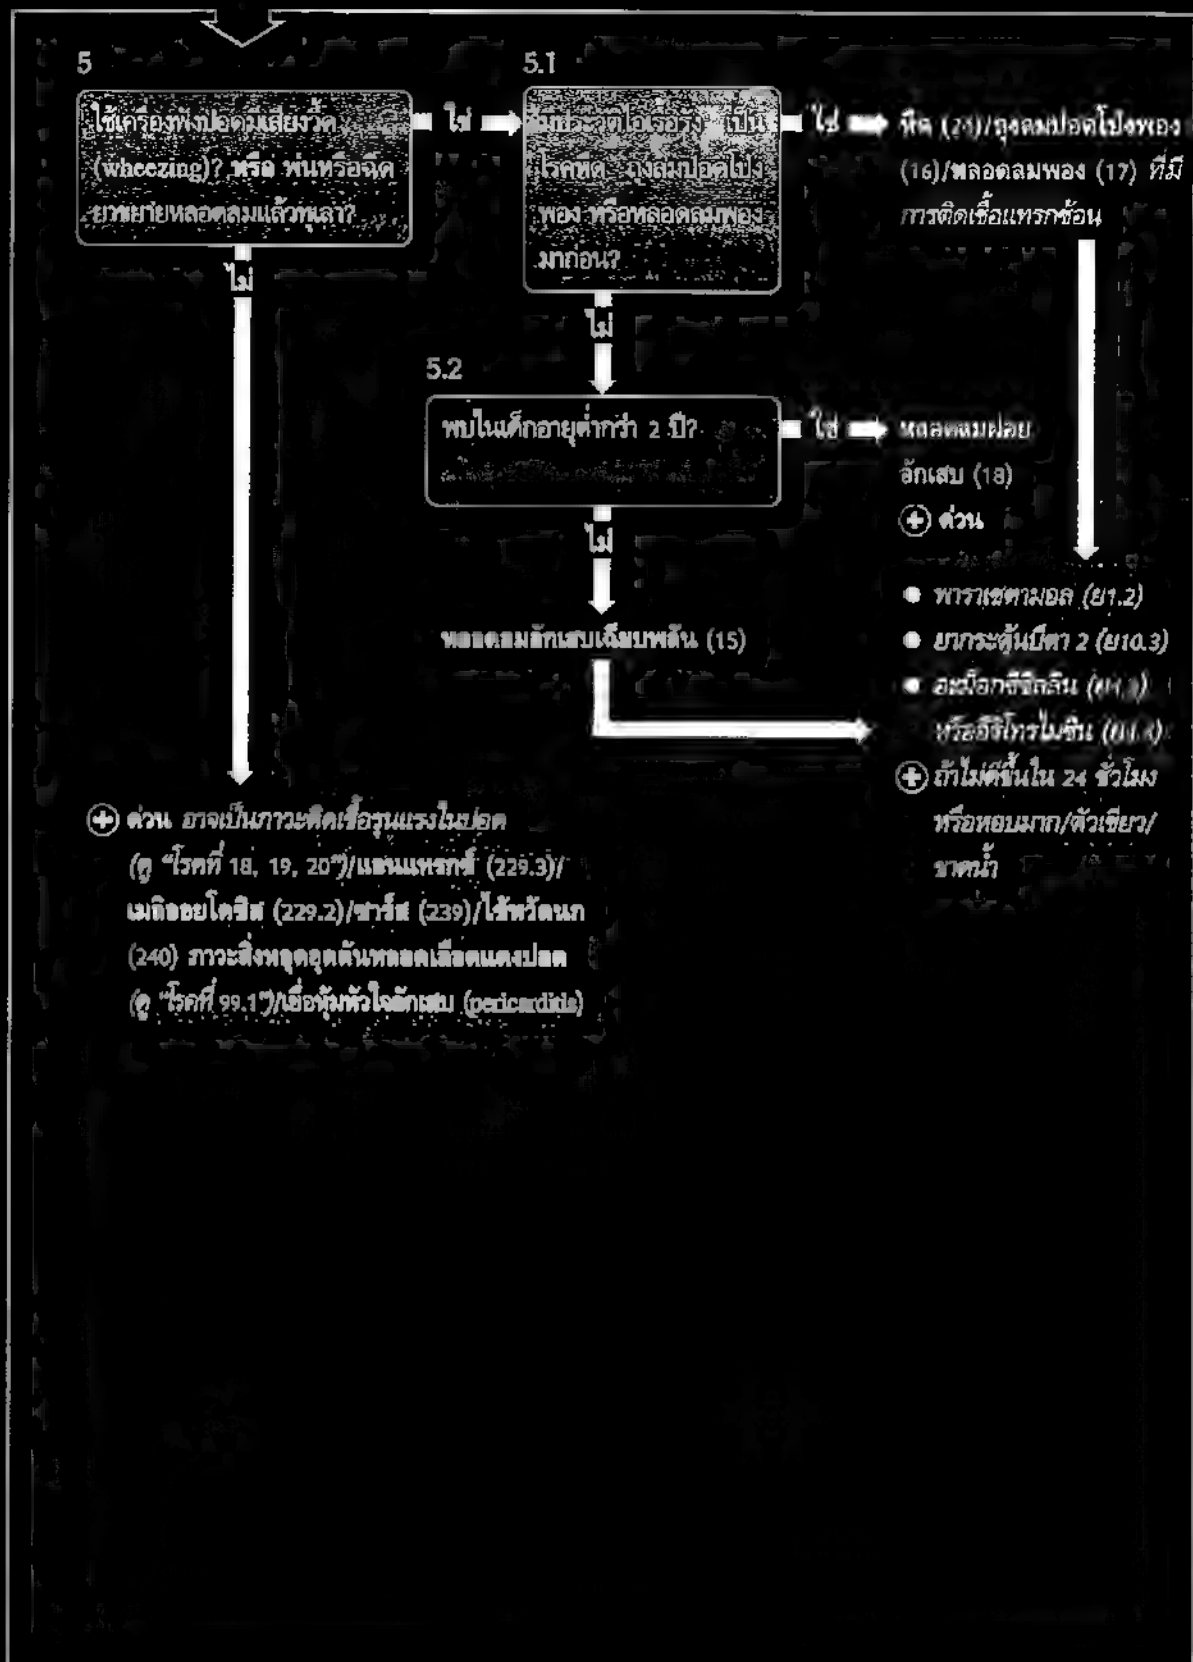 5
ใช้เครื่องฟังปอดมีเสียงวี้ด
(wheezing)? หรือ พ่นหรือฉีด
ยาขยายหลอดลมแล้วทุเลา?
ใช่
ไม่
5.1
มีประวัติไอเรื้อรัง เป็น
โรคหืด ถุงลมปอดโป่ง
พอง หรือหลอดลมพอง
มาก่อน?
ใช่
ไม่
หืด /ถุงลมปอดโป่งพอง
(16)/หลอดลมพอง (17) ที่มี
การติดเชื้อแทรกซ้อน
5.2
พบในเด็กอายุต่ำกว่า 2 ปี?
ใช่
ไม่
หลอดลมฝอย
อักเสบ (18)
ด่วน
หลอดลมอักเสบเฉียบพลัน (15)
• พาราเซตามอล (ย1.2)
• ยากระตุ้นบีตา 2 (ย10.3)
• อะม็อกซีซิลลิน
หรืออีริโทรไมซิน
ถ้าไม่ดีขึ้นใน 24 ชั่วโมง
หรือหอบมาก/ตัวเขียว/
ขาดน้ำ
ด่วน อาจเป็นภาวะติดเชื้อรุนแรงในปอด
(ดู "โรคที่ 18, 19, 20")/แอนแทรกซ์ (229.3)/
เมลิออยโดซิส (229.2)/ซาร์ส (239)/ไข้หวัดนก
(240) ภาวะสิ่งหลุดอุดตันหลอดเลือดแดงปอด
(ดู "โรคที่ 99.1")/เยื่อหุ้มหัวใจอักเสบ (pericarditis)